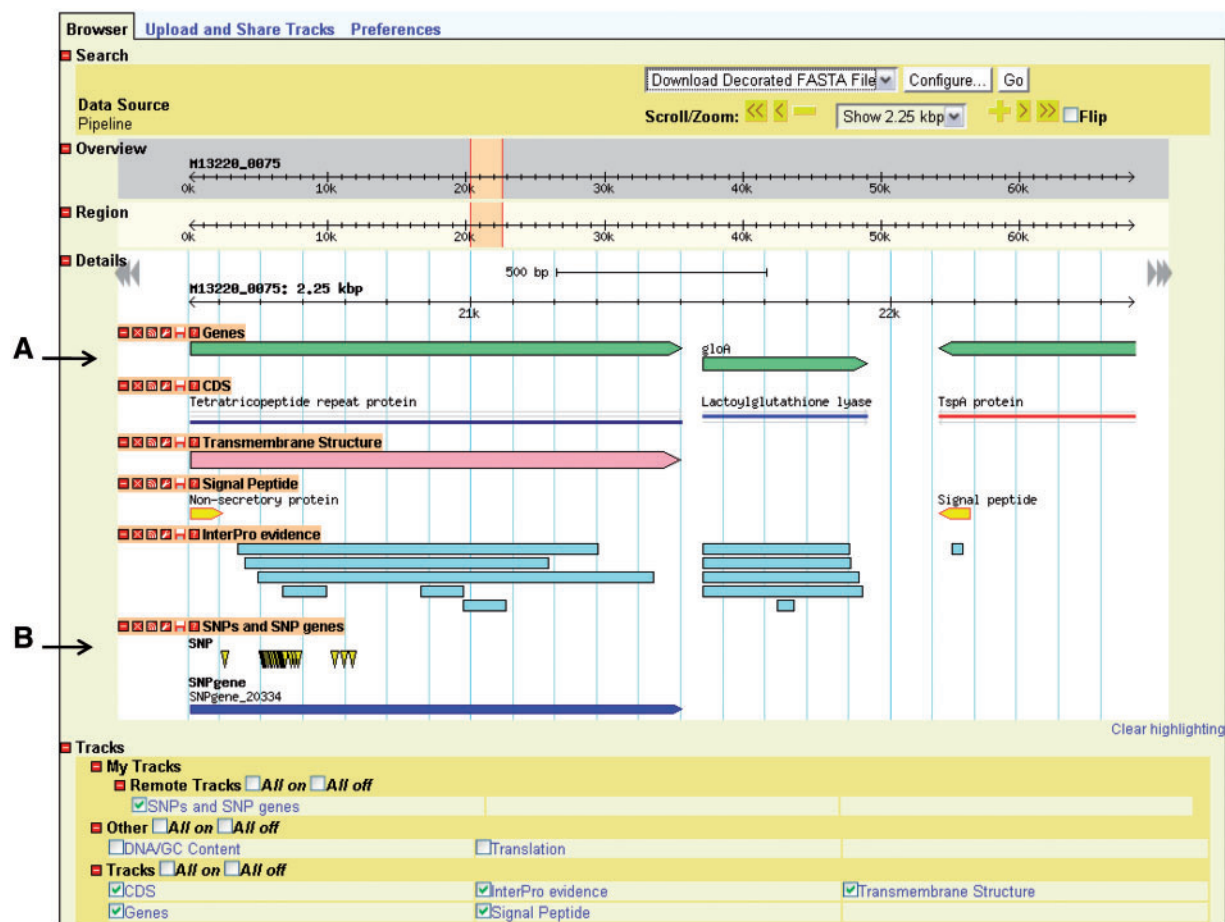 Browser Upload and Share Tracks Preferences
Search
Download Decorated FASTA File Configure... Go
Data Source
Pipeline
Scroll/Zoom: << < Show 2.25 kbp > >> Flip
Overview
M13220_0075
0k 10k 20k 30k 40k 50k 60k
Region
0k 10k 20k 30k 40k 50k 60k
Details
500 bp
M13220_0075: 2.25 kbp
21k 22k
A
Genes
gloA
CDS
Tetratricopeptide repeat protein Lactoylglutathione lyase TspA protein
Transmembrane Structure
Signal Peptide
Non-secretory protein Signal peptide
InterPro evidence
B
SNPs and SNP genes
SNP
SNPgene
SNPgene_20334
Clear highlighting
Tracks
My Tracks
Remote Tracks All on All off
SNPs and SNP genes
Other All on All off
DNA/GC Content Translation
Tracks All on All off
CDS InterPro evidence Transmembrane Structure
Genes Signal Peptide